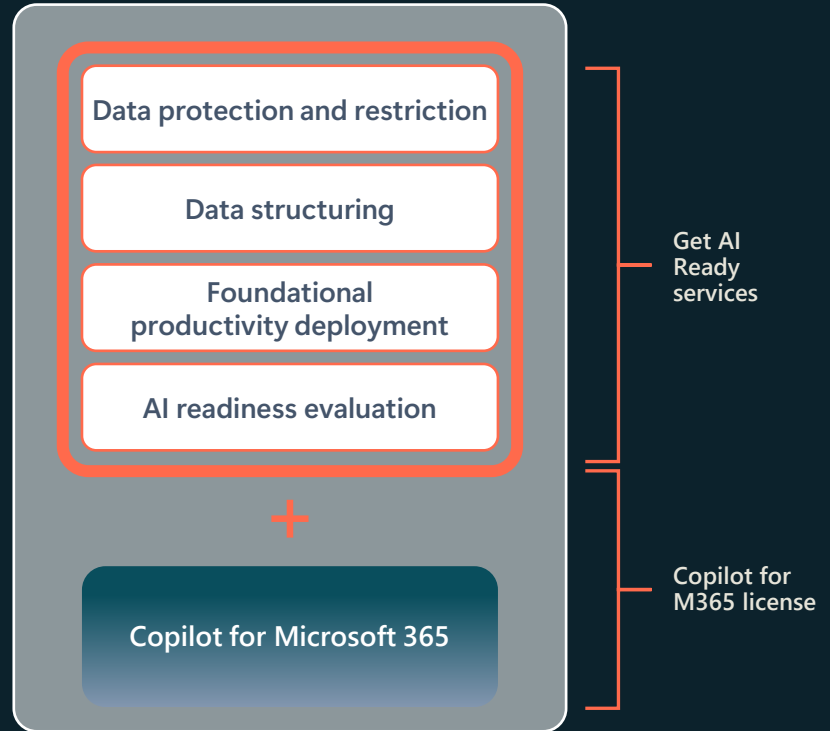 Data protection and restriction
Data structuring
Foundational
productivity deployment
AI readiness evaluation
+
Copilot for Microsoft 365
Get AI
Ready
services
Copilot for
M365 license